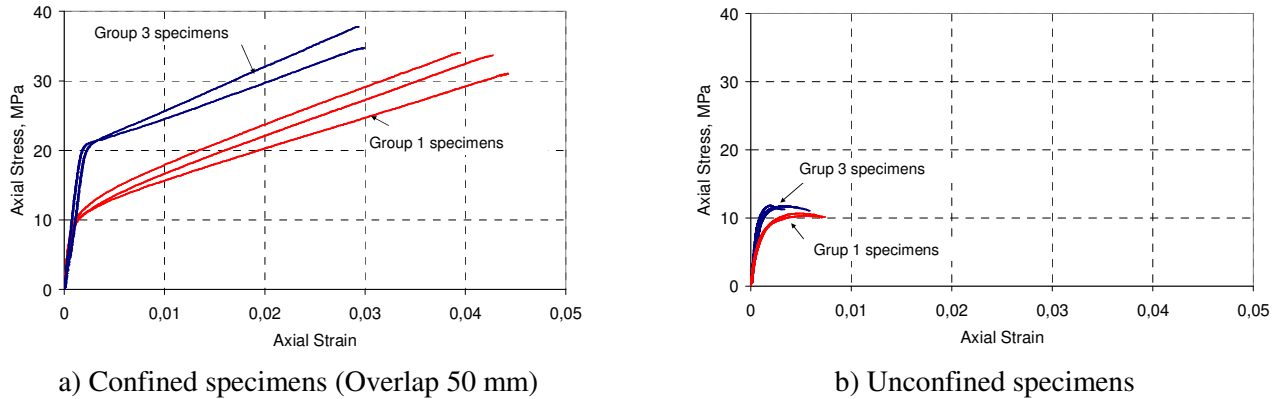 Axial Stress, MPa
40
30
20
10
0
Group 3 specimens
Group 1 specimens
0
0,01
0,02
0,03
0,04
0,05
Axial Strain
a) Confined specimens (Overlap 50 mm)
Axial Stress, MPa
40
30
20
10
0
Grup 3 specimens
Grup 1 specimens
0
0,01
0,02
0,03
0,04
0,05
Axial Strain
b) Unconfined specimens